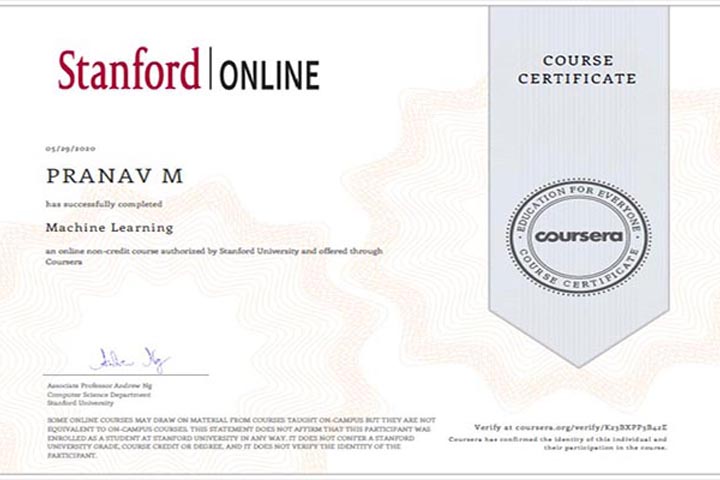 Stanford ONLINE
COURSE
CERTIFICATE
05/29/2020
PRANAV M
has successfully completed
Machine Learning
an online non-credit course authorized by Stanford University and offered through
Coursera
EDUCATION FOR EVERYONE
coursera
COURSE CERTIFICATE
Associate Professor Andrew Ng
Computer Science Department
Stanford University
SOME ONLINE COURSES MAY DRAW ON MATERIAL FROM COURSES TAUGHT ON-CAMPUS BUT THEY ARE NOT
EQUIVALENT TO ON-CAMPUS COURSES. THIS STATEMENT DOES NOT AFFIRM THAT THIS PARTICIPANT WAS
ENROLLED AS A STUDENT AT STANFORD UNIVERSITY IN ANY WAY. IT DOES NOT CONFER A STANFORD
UNIVERSITY GRADE, COURSE CREDIT OR DEGREE, AND IT DOES NOT VERIFY THE IDENTITY OF THE
PARTICIPANT.
Verify at coursera.org/verify/K23BXPP3B42E
Coursera has confirmed the identity of this individual and
their participation in the course.